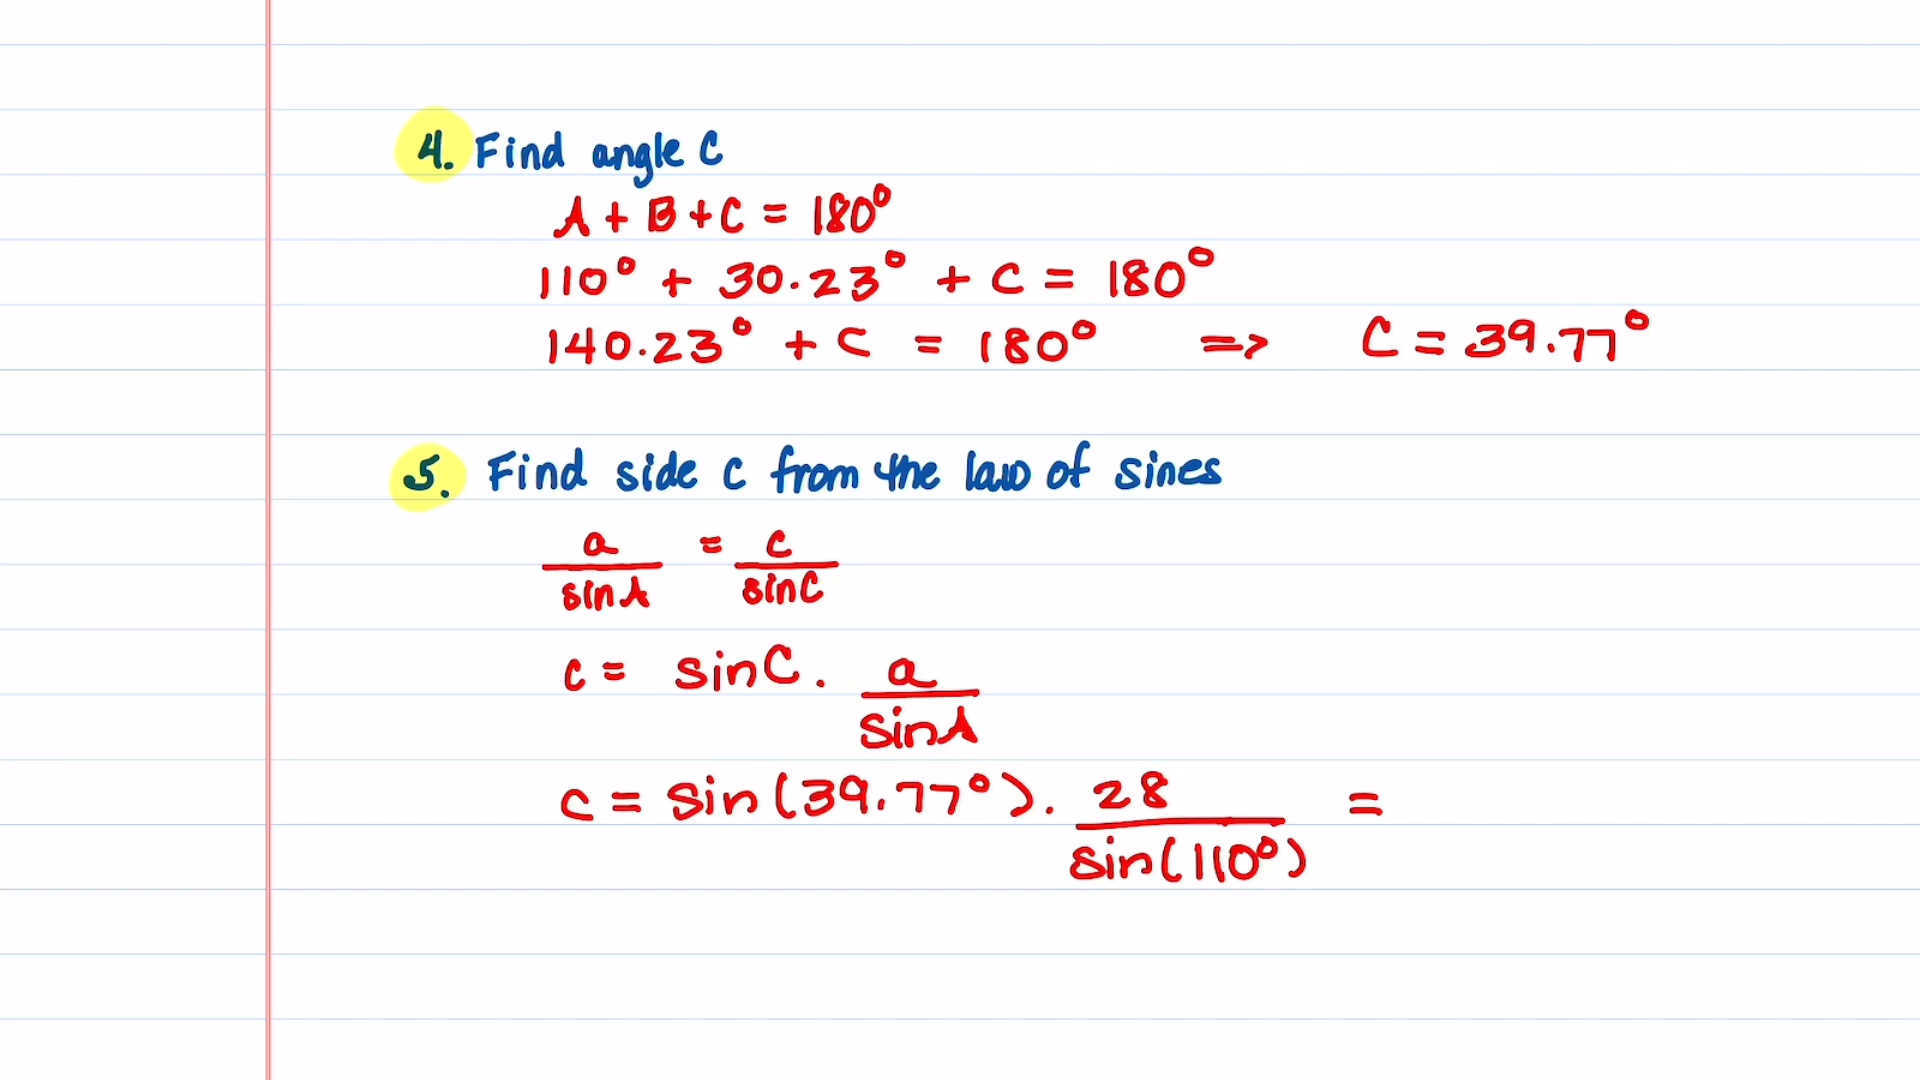 4. Find angle C
A + B + C = 180°
110° + 30.23° + C = 180°
140.23° + C = 180° => C = 39.77°
5. Find side c from the law of sines
a/sinA = c/sinC
c = sinC . a/sinA
c = sin(39.77°) . 28/sin(110°) =